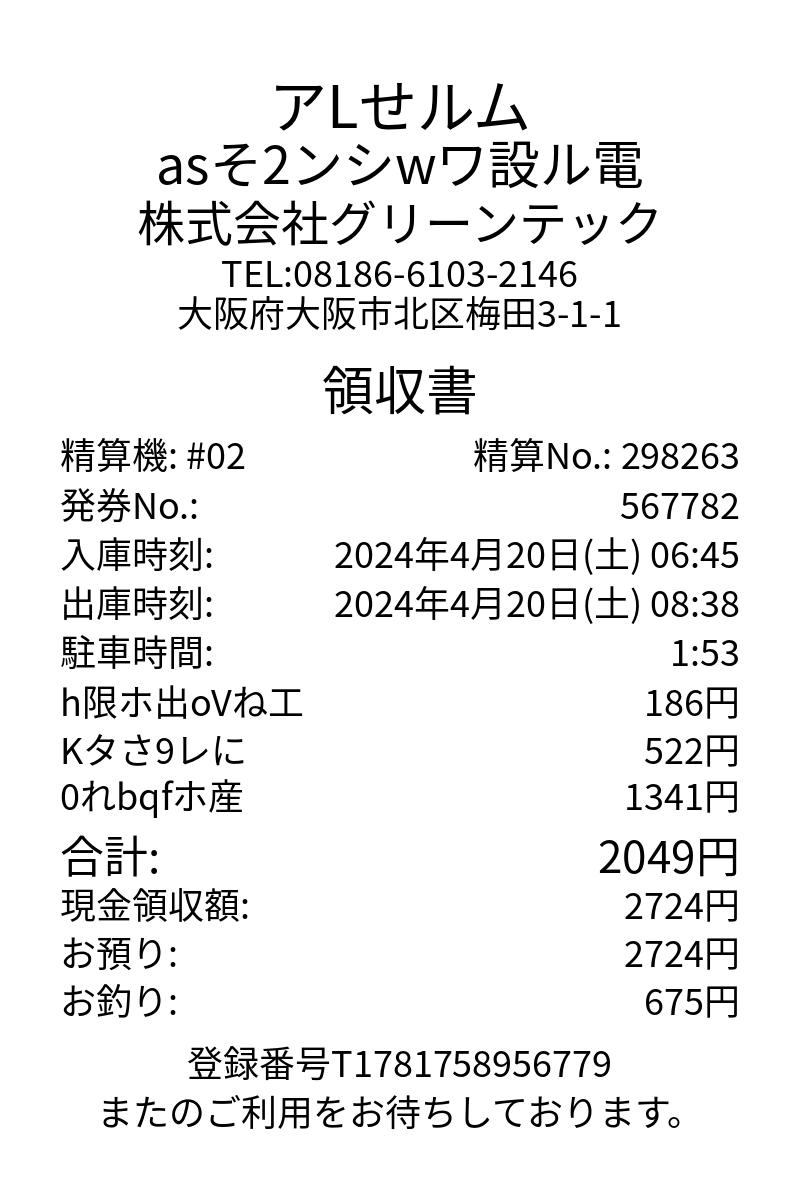 アLせルム
asそ2ンシwワ設ル電
株式会社グリーンテック
TEL:08186-6103-2146
大阪府大阪市北区梅田3-1-1
領収書
精算機: #02 精算No.: 298263
発券No.: 567782
入庫時刻: 2024年4月20日(土) 06:45
出庫時刻: 2024年4月20日(土) 08:38
駐車時間: 1:53
h限ホ出oVね工 186円
Kタさ9レに 522円
0れbqfホ産 1341円
合計: 2049円
現金領収額: 2724円
お預り: 2724円
お釣り: 675円
登録番号T1781758956779
またのご利用をお待ちしております。